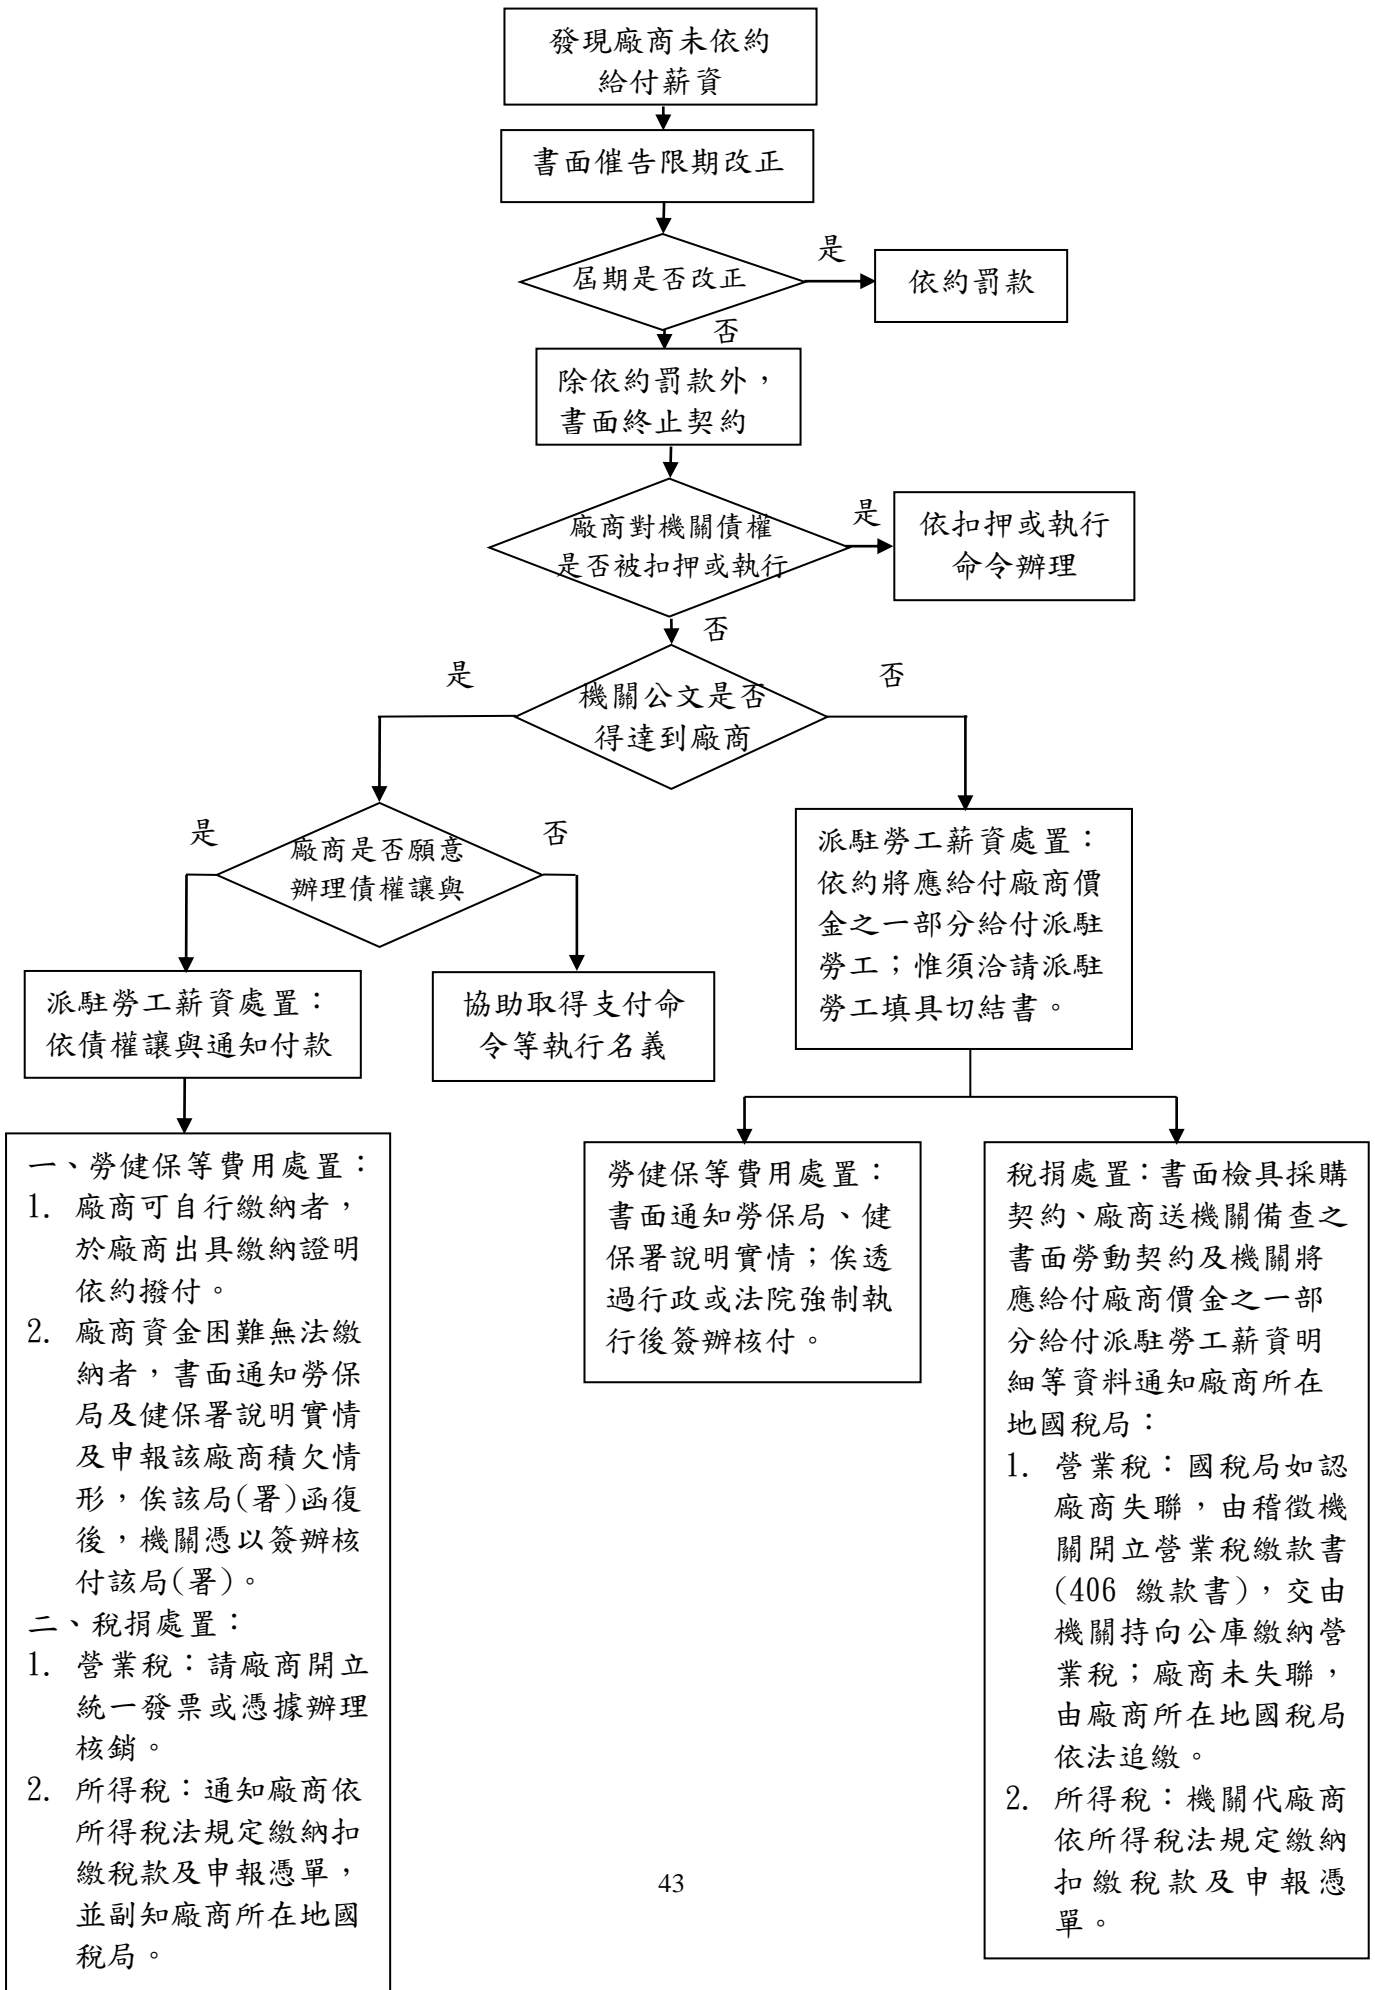 發現廠商未依約
給付薪資
書面催告限期改正
屆期是否改正
是
依約罰款
否
除依約罰款外，
書面終止契約
廠商對機關債權
是否被扣押或執行
是
依扣押或執行
命令辦理
否
機關公文是否
得達到廠商
是
否
廠商是否願意
辦理債權讓與
是
否
派駐勞工薪資處置：
依債權讓與通知付款
協助取得支付命
令等執行名義
派駐勞工薪資處置：
依約將應給付廠商價
金之一部分給付派駐
勞工；惟須洽請派駐
勞工填具切結書。
一、勞健保等費用處置：
1. 廠商可自行繳納者，
於廠商出具繳納證明
依約撥付。
2. 廠商資金困難無法繳
納者，書面通知勞保
局及健保署說明實情
及申報該廠商積欠情
形，俟該局(署)函復
後，機關憑以簽辦核
付該局(署)。
二、稅捐處置：
1. 營業稅：請廠商開立
統一發票或憑據辦理
核銷。
2. 所得稅：通知廠商依
所得稅法規定繳納扣
繳稅款及申報憑單，
並副知廠商所在地國
稅局。
勞健保等費用處置：
書面通知勞保局、健
保署說明實情；俟透
過行政或法院強制執
行後簽辦核付。
稅捐處置：書面檢具採購
契約、廠商送機關備查之
書面勞動契約及機關將
應給付廠商價金之一部
分給付派駐勞工薪資明
細等資料通知廠商所在
地國稅局：
1. 營業稅：國稅局如認
廠商失聯，由稽徵機
關開立營業稅繳款書
(406 繳款書)，交由
機關持向公庫繳納營
業稅；廠商未失聯，
由廠商所在地國稅局
依法追繳。
2. 所得稅：機關代廠商
依所得稅法規定繳納
扣繳稅款及申報憑
單。
43